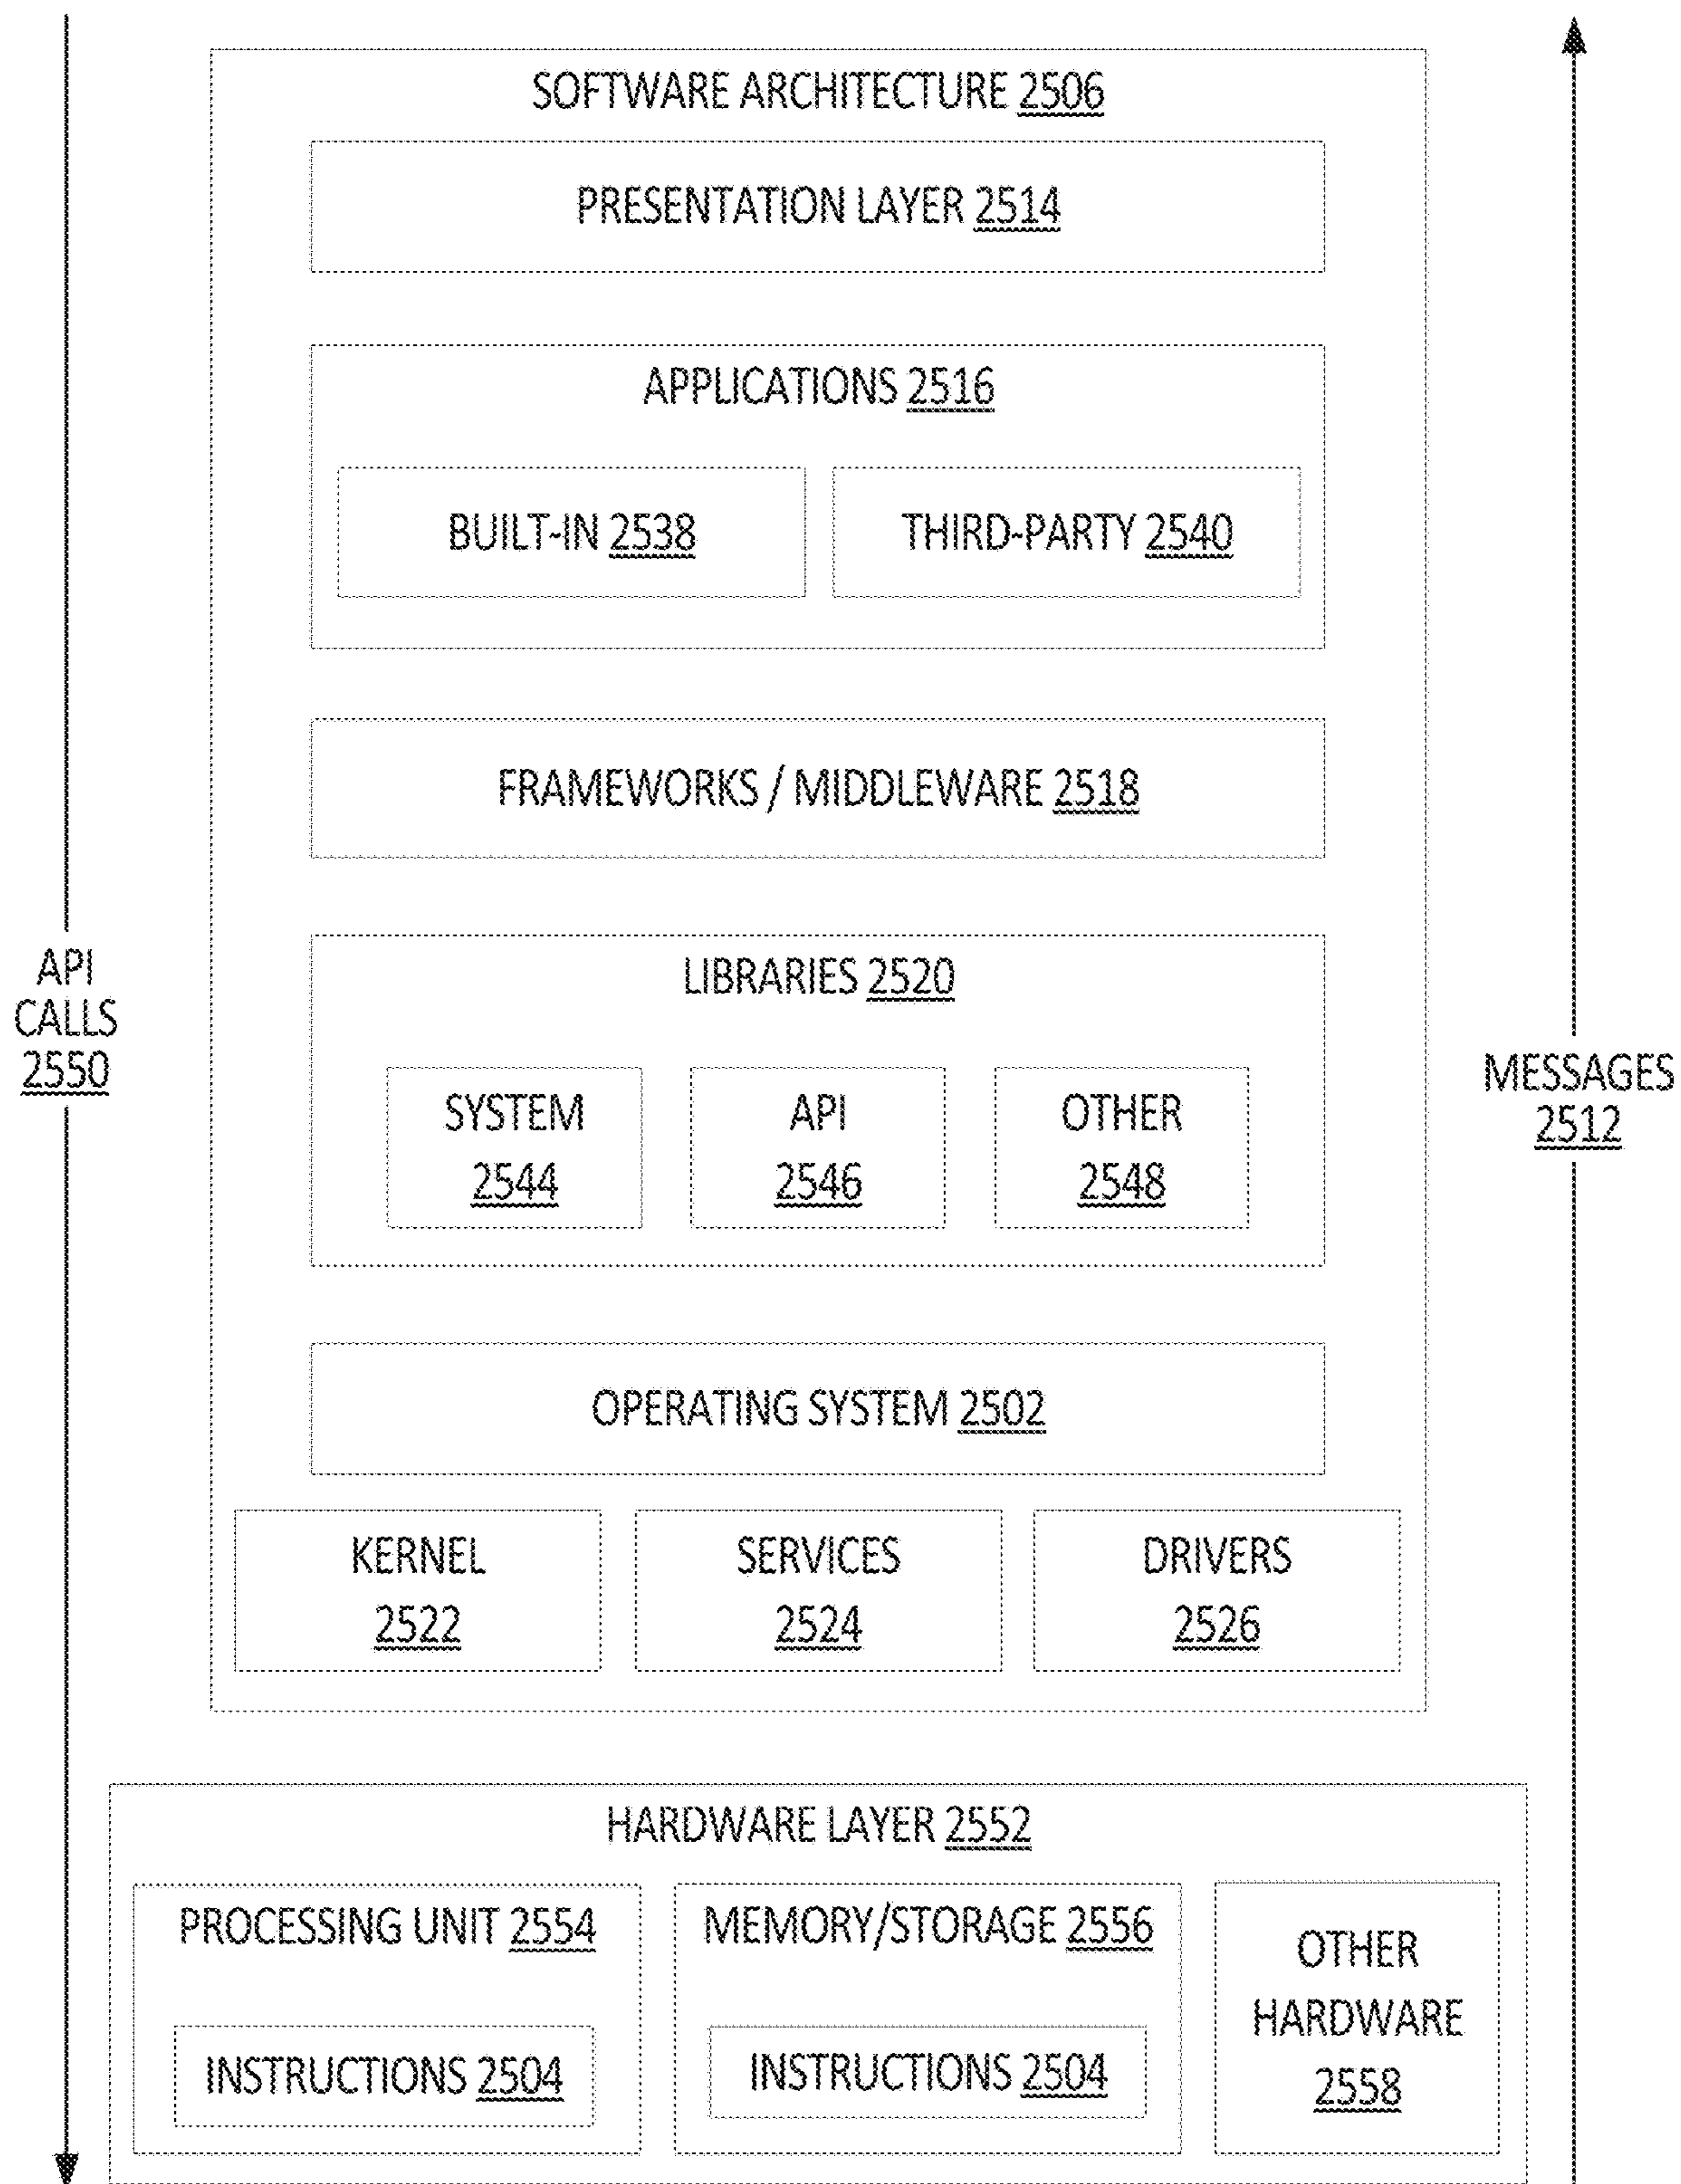 SOFTWARE ARCHITECTURE 2506
PRESENTATION LAYER 2514
APPLICATIONS 2516
BUILT-IN 2538
THIRD-PARTY 2540
FRAMEWORKS / MIDDLEWARE 2518
LIBRARIES 2520
SYSTEM
2544
API
2546
OTHER
2548
API
CALLS
2550
MESSAGES
2512
OPERATING SYSTEM 2502
KERNEL
2522
SERVICES
2524
DRIVERS
2526
HARDWARE LAYER 2552
PROCESSING UNIT 2554
INSTRUCTIONS 2504
MEMORY/STORAGE 2556
INSTRUCTIONS 2504
OTHER
HARDWARE
2558